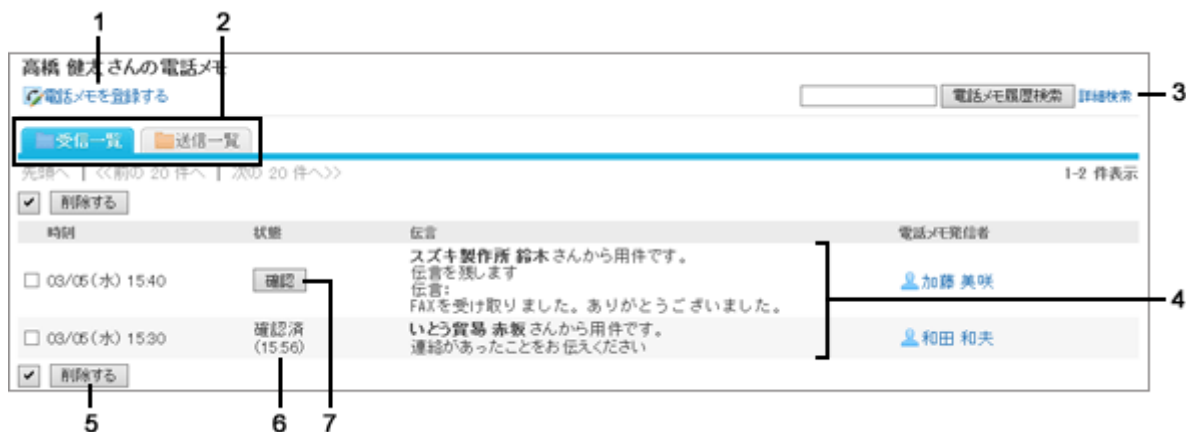 1 2
高橋 健太 さんの電話メモ
電話メモを登録する 電話メモ履歴検索 詳細検索 3
受信一覧 送信一覧
先頭へ | <<前の 20 件へ | 次の 20 件へ>> 1-2 件表示
削除する
時刻 状態 伝言 電話メモ発信者
スズキ製作所 鈴木 さんから用件です。
03/05(水) 15:40 確認 伝言を残します 加藤 美咲
伝言:
FAXを受け取りました。ありがとうございました。
4
03/05(水) 15:30 確認済 いとう貿易 赤坂 さんから用件です。 和田 和夫
(15:56) 連絡があったことをお伝えください
削除する
5 6 7